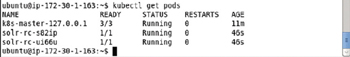 ubuntu@ip-172-30-1-163:~$ kubectl get pods
NAME READY STATUS RESTARTS AGE
k8s-master-127.0.0.1 3/3 Running 0 11m
solr-rc-s82ip 1/1 Running 0 46s
solr-rc-ui66u 1/1 Running 0 46s
ubuntu@ip-172-30-1-163:~$